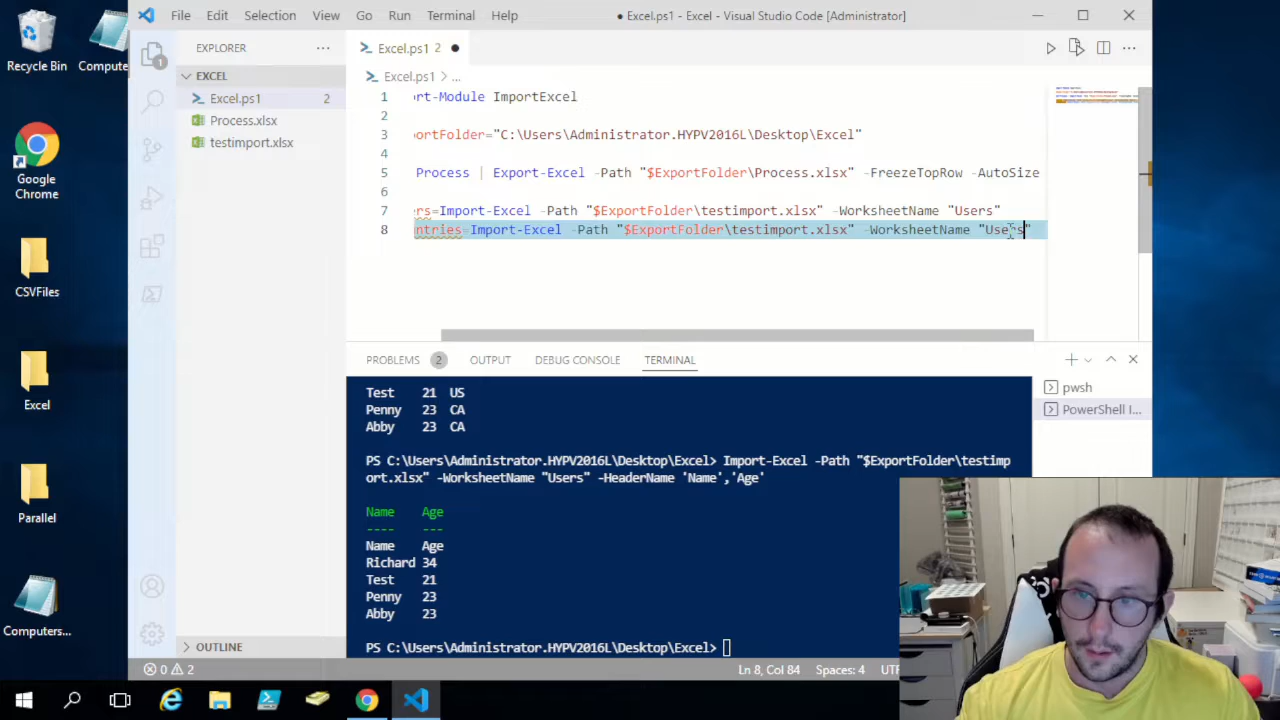 File Edit Selection View Go Run Terminal Help
● Excel.ps1 - Excel - Visual Studio Code [Administrator]
Recycle Bin
Compute
Google
Chrome
CSVFiles
Excel
Parallel
Computers...
1
EXPLORER
EXCEL
Excel.ps1 2
Process.xlsx
testimport.xlsx
OUTLINE
Excel.ps1 2
Excel.ps1 > ...
1 rt-Module ImportExcel
2
3 portFolder="C:\Users\Administrator.HYPV2016L\Desktop\Excel"
4
5 Process | Export-Excel -Path "$ExportFolder\Process.xlsx" -FreezeTopRow -AutoSize
6
7 rs=Import-Excel -Path "$ExportFolder\testimport.xlsx" -WorksheetName "Users"
8 ntries=Import-Excel -Path "$ExportFolder\testimport.xlsx" -WorksheetName "Users"
PROBLEMS 2 OUTPUT DEBUG CONSOLE TERMINAL
Test 21 US
Penny 23 CA
Abby 23 CA
PS C:\Users\Administrator.HYPV2016L\Desktop\Excel> Import-Excel -Path "$ExportFolder\testimp
ort.xlsx" -WorksheetName "Users" -HeaderName 'Name','Age'
Name Age
---- ---
Name Age
Richard 34
Test 21
Penny 23
Abby 23
PS C:\Users\Administrator.HYPV2016L\Desktop\Excel>
pwsh
PowerShell I...
0 2
Ln 8, Col 84 Spaces: 4 UTF